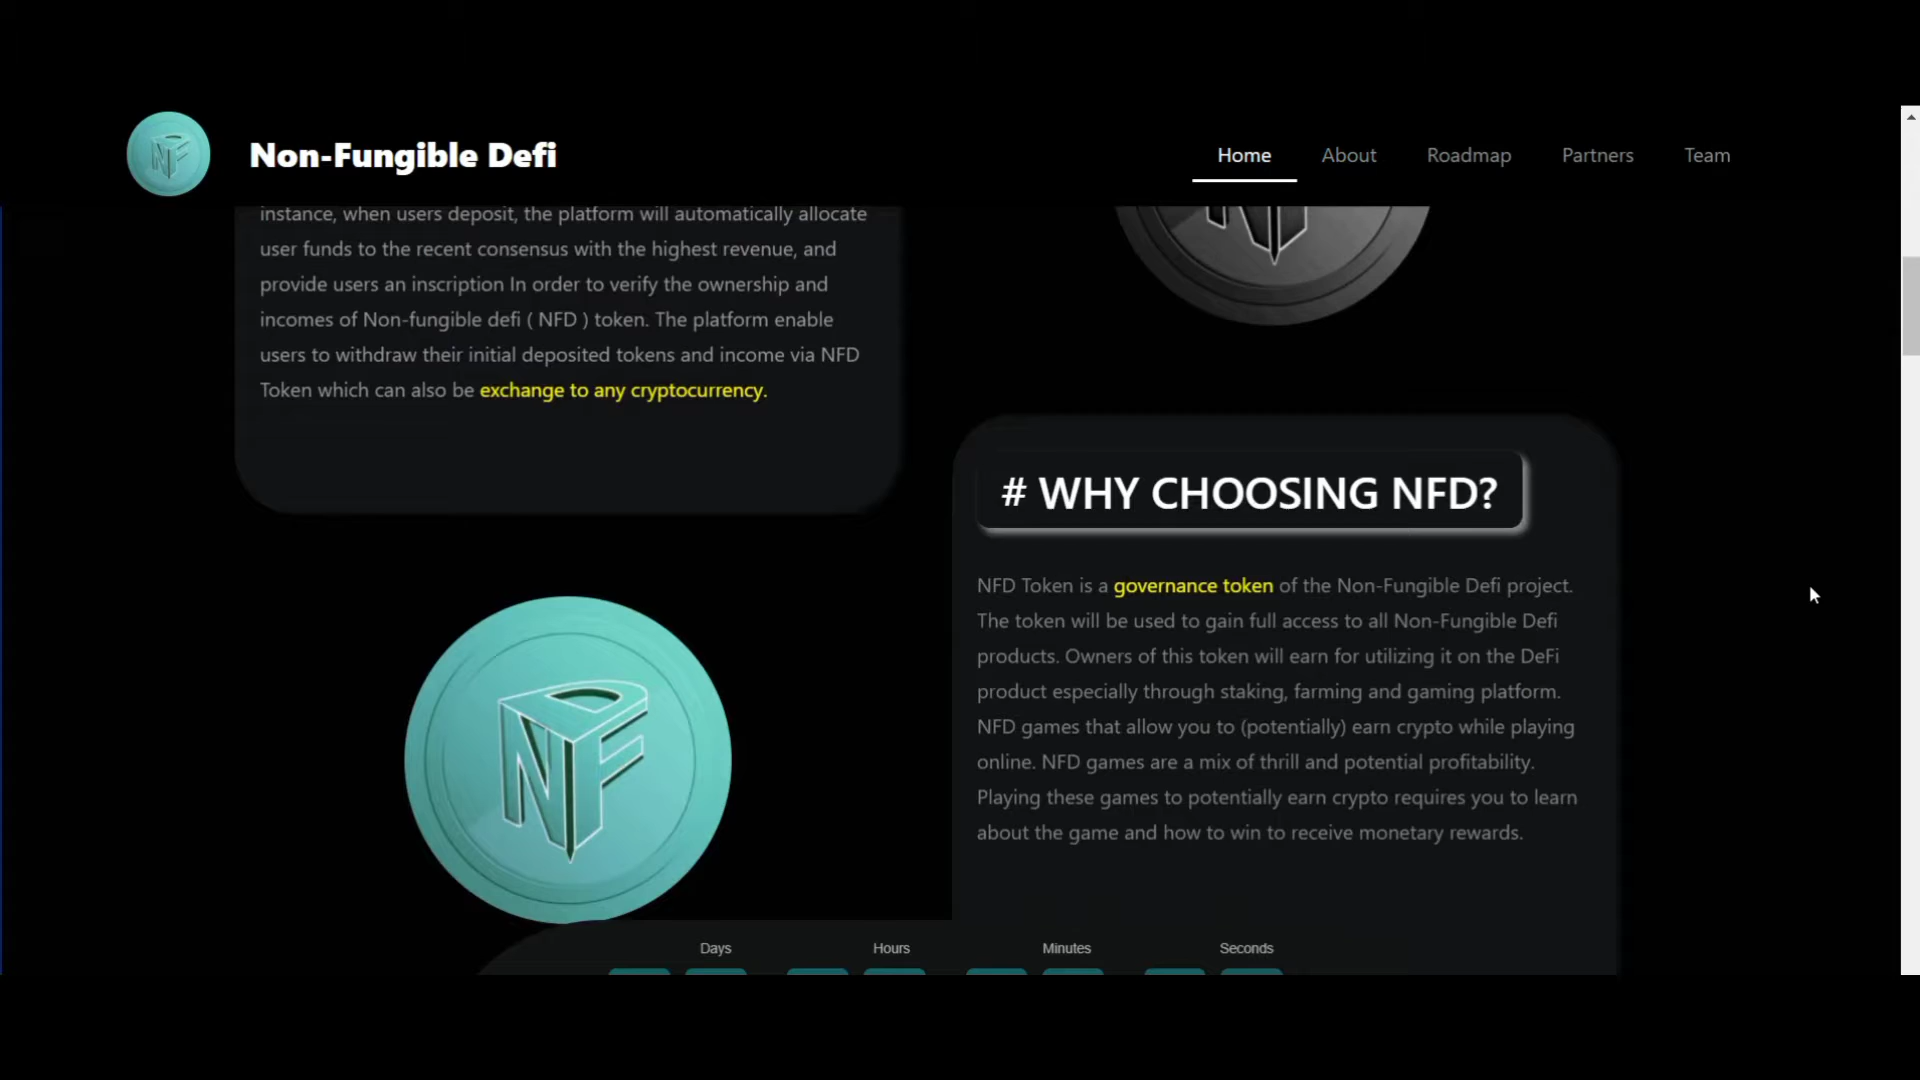 Non-Fungible Defi
Home About Roadmap Partners Team
instance, when users deposit, the platform will automatically allocate
user funds to the recent consensus with the highest revenue, and
provide users an inscription In order to verify the ownership and
incomes of Non-fungible defi ( NFD ) token. The platform enable
users to withdraw their initial deposited tokens and income via NFD
Token which can also be exchange to any cryptocurrency.
# WHY CHOOSING NFD?
NFD Token is a governance token of the Non-Fungible Defi project.
The token will be used to gain full access to all Non-Fungible Defi
products. Owners of this token will earn for utilizing it on the DeFi
product especially through staking, farming and gaming platform.
NFD games that allow you to (potentially) earn crypto while playing
online. NFD games are a mix of thrill and potential profitability.
Playing these games to potentially earn crypto requires you to learn
about the game and how to win to receive monetary rewards.
NFD
Days Hours Minutes Seconds